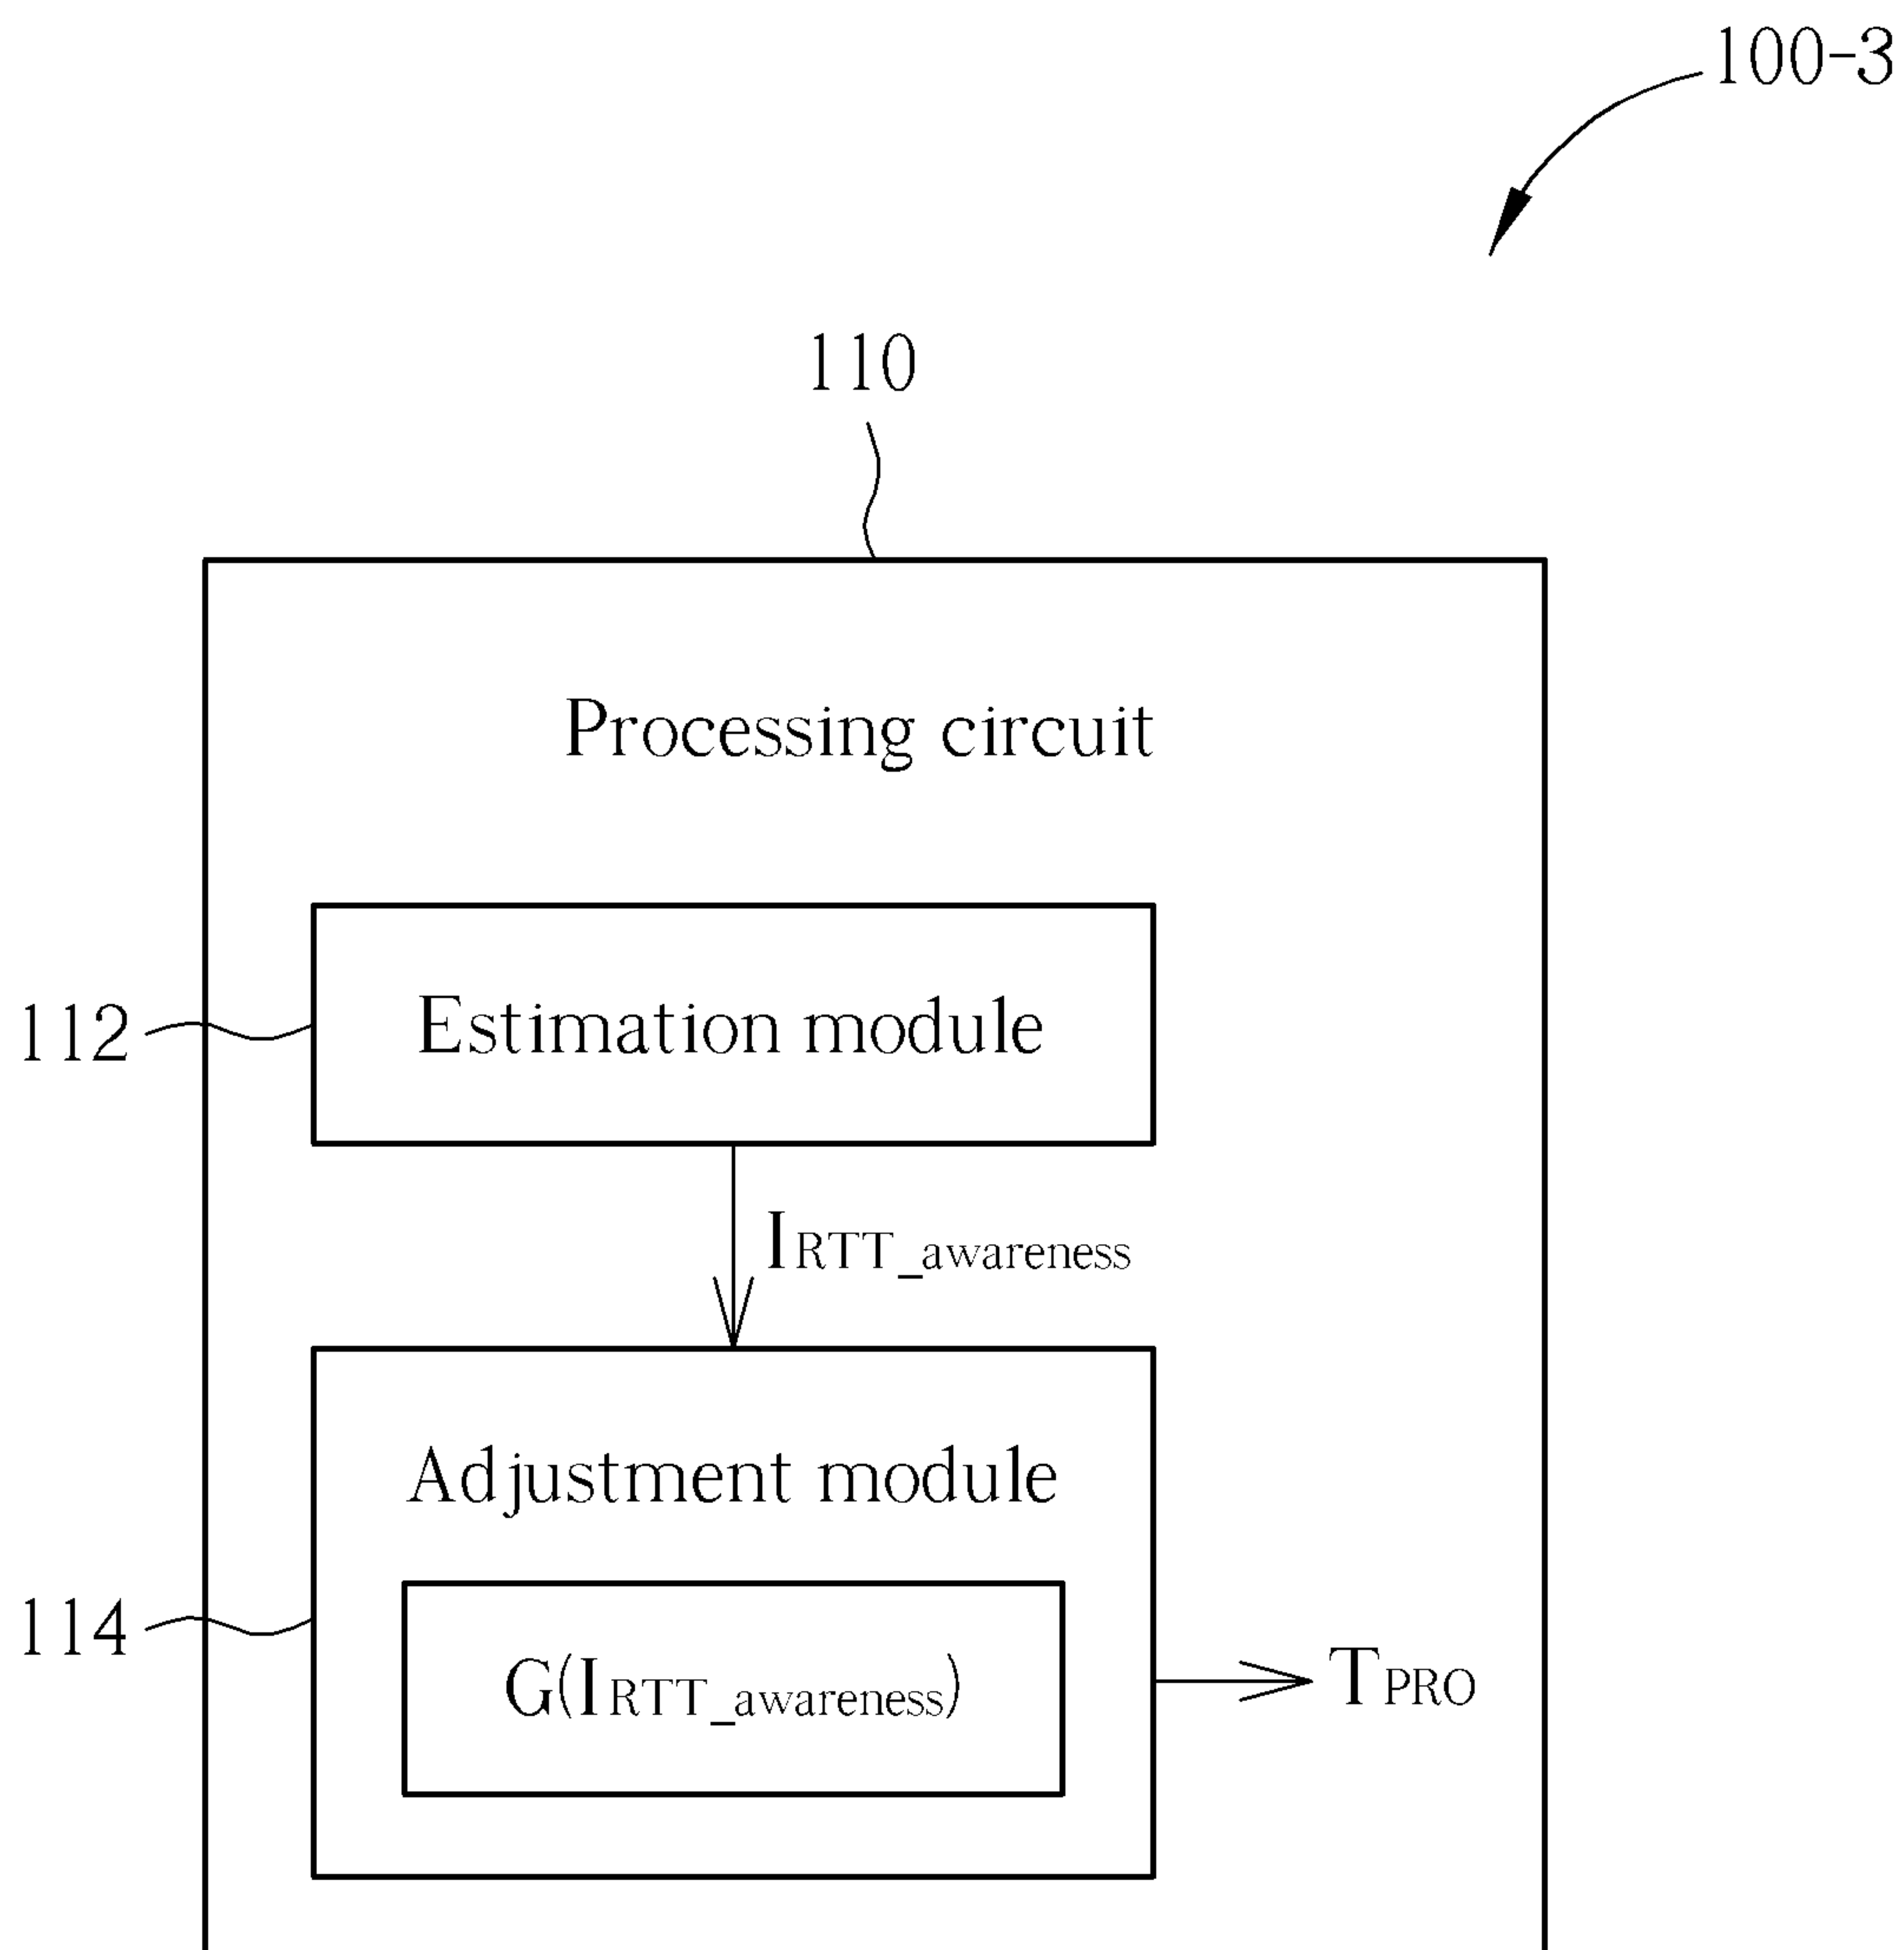 100-3
110
Processing circuit
112
Estimation module
IRTT_awareness
Adjustment module
114
G(IRTT_awareness)
TPRO